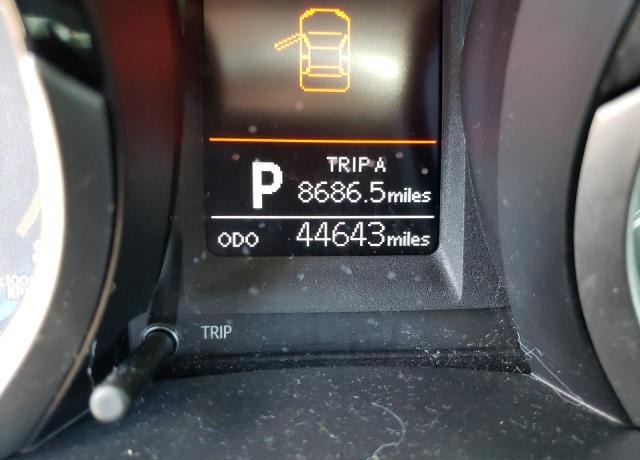 TRIP A
P
8686.5miles
ODO 44643miles
TRIP